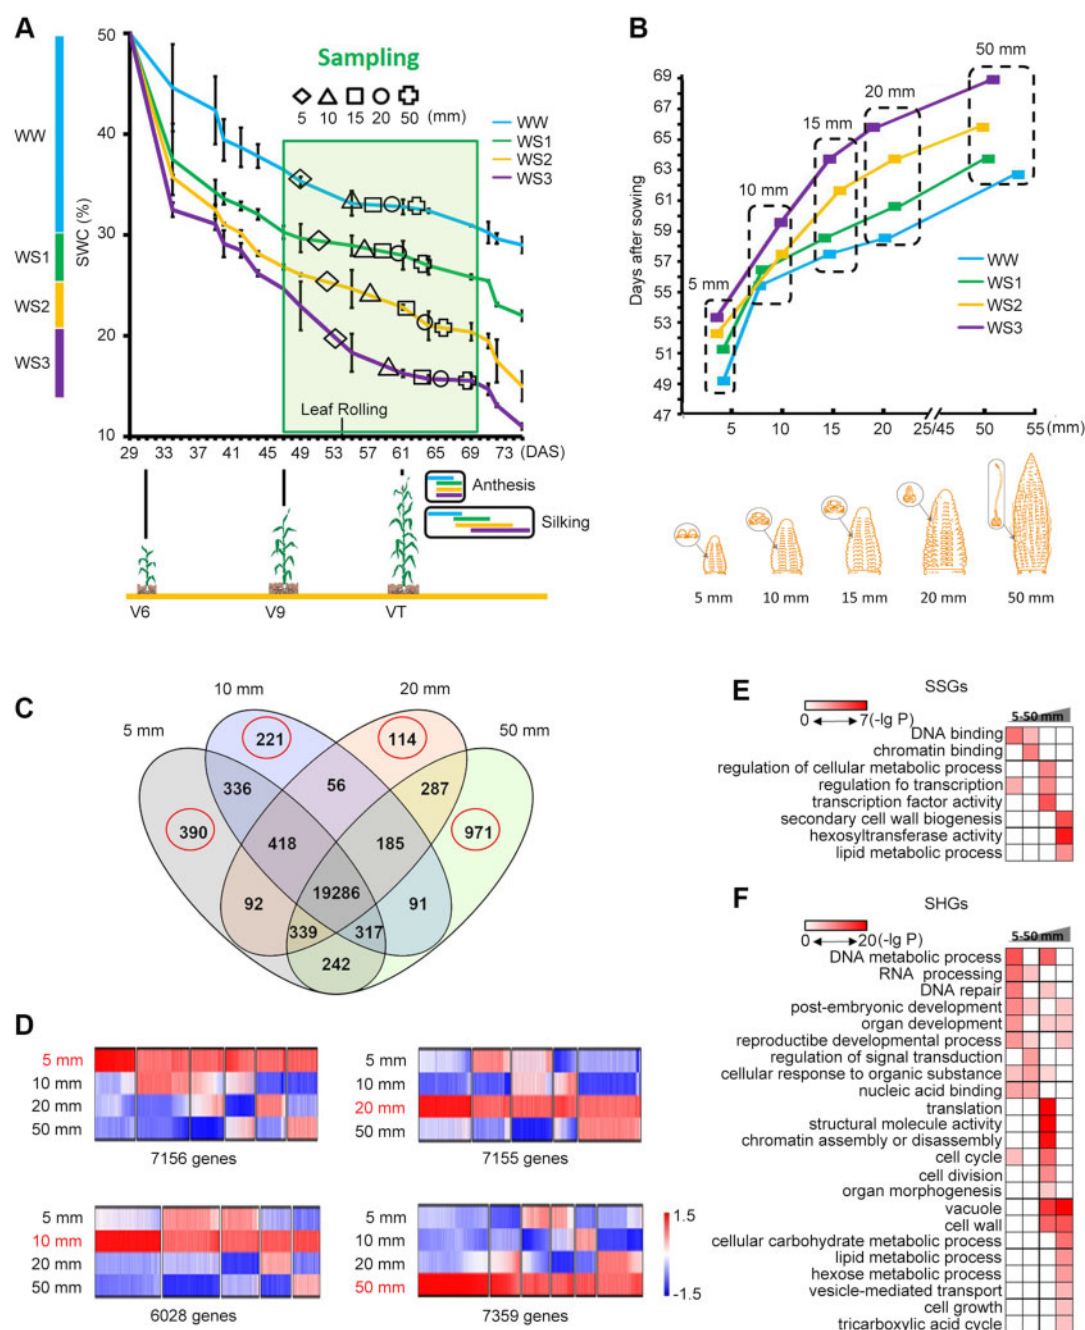 A
Sampling
5 10 15 20 50 (mm)
WW
WS1
WS2
WS3
WW
WS1
WS2
WS3
SWC (%)
50
40
30
20
10
Leaf Rolling
29 33 37 41 45 49 53 57 61 65 69 73 (DAS)
Anthesis
Silking
V6 V9 VT
B
Days after sowing
69
67
65
63
61
59
57
55
53
51
49
47
50 mm
20 mm
15 mm
10 mm
5 mm
WW
WS1
WS2
WS3
5 10 15 20 25/45 50 55 (mm)
5 mm 10 mm 15 mm 20 mm 50 mm
C
5 mm
10 mm
20 mm
50 mm
221 114
336 56 287
390 418 185 971
19286
92 91
339 317
242
D
5 mm
10 mm
20 mm
50 mm
7156 genes
5 mm
10 mm
20 mm
50 mm
7155 genes
5 mm
10 mm
20 mm
50 mm
6028 genes
5 mm
10 mm
20 mm
50 mm
7359 genes
1.5
-1.5
E
SSGs
0 7(-lg P)
5-50 mm
DNA binding
chromatin binding
regulation of cellular metabolic process
regulation fo transcription
transcription factor activity
secondary cell wall biogenesis
hexosyltransferase activity
lipid metabolic process
F
SHGs
0 20(-lg P)
5-50 mm
DNA metabolic process
RNA processing
DNA repair
post-embryonic development
organ development
reproductibe developmental process
regulation of signal transduction
cellular response to organic substance
nucleic acid binding
translation
structural molecule activity
chromatin assembly or disassembly
cell cycle
cell division
organ morphogenesis
vacuole
cell wall
cellular carbohydrate metabolic process
lipid metabolic process
hexose metabolic process
vesicle-mediated transport
cell growth
tricarboxylic acid cycle